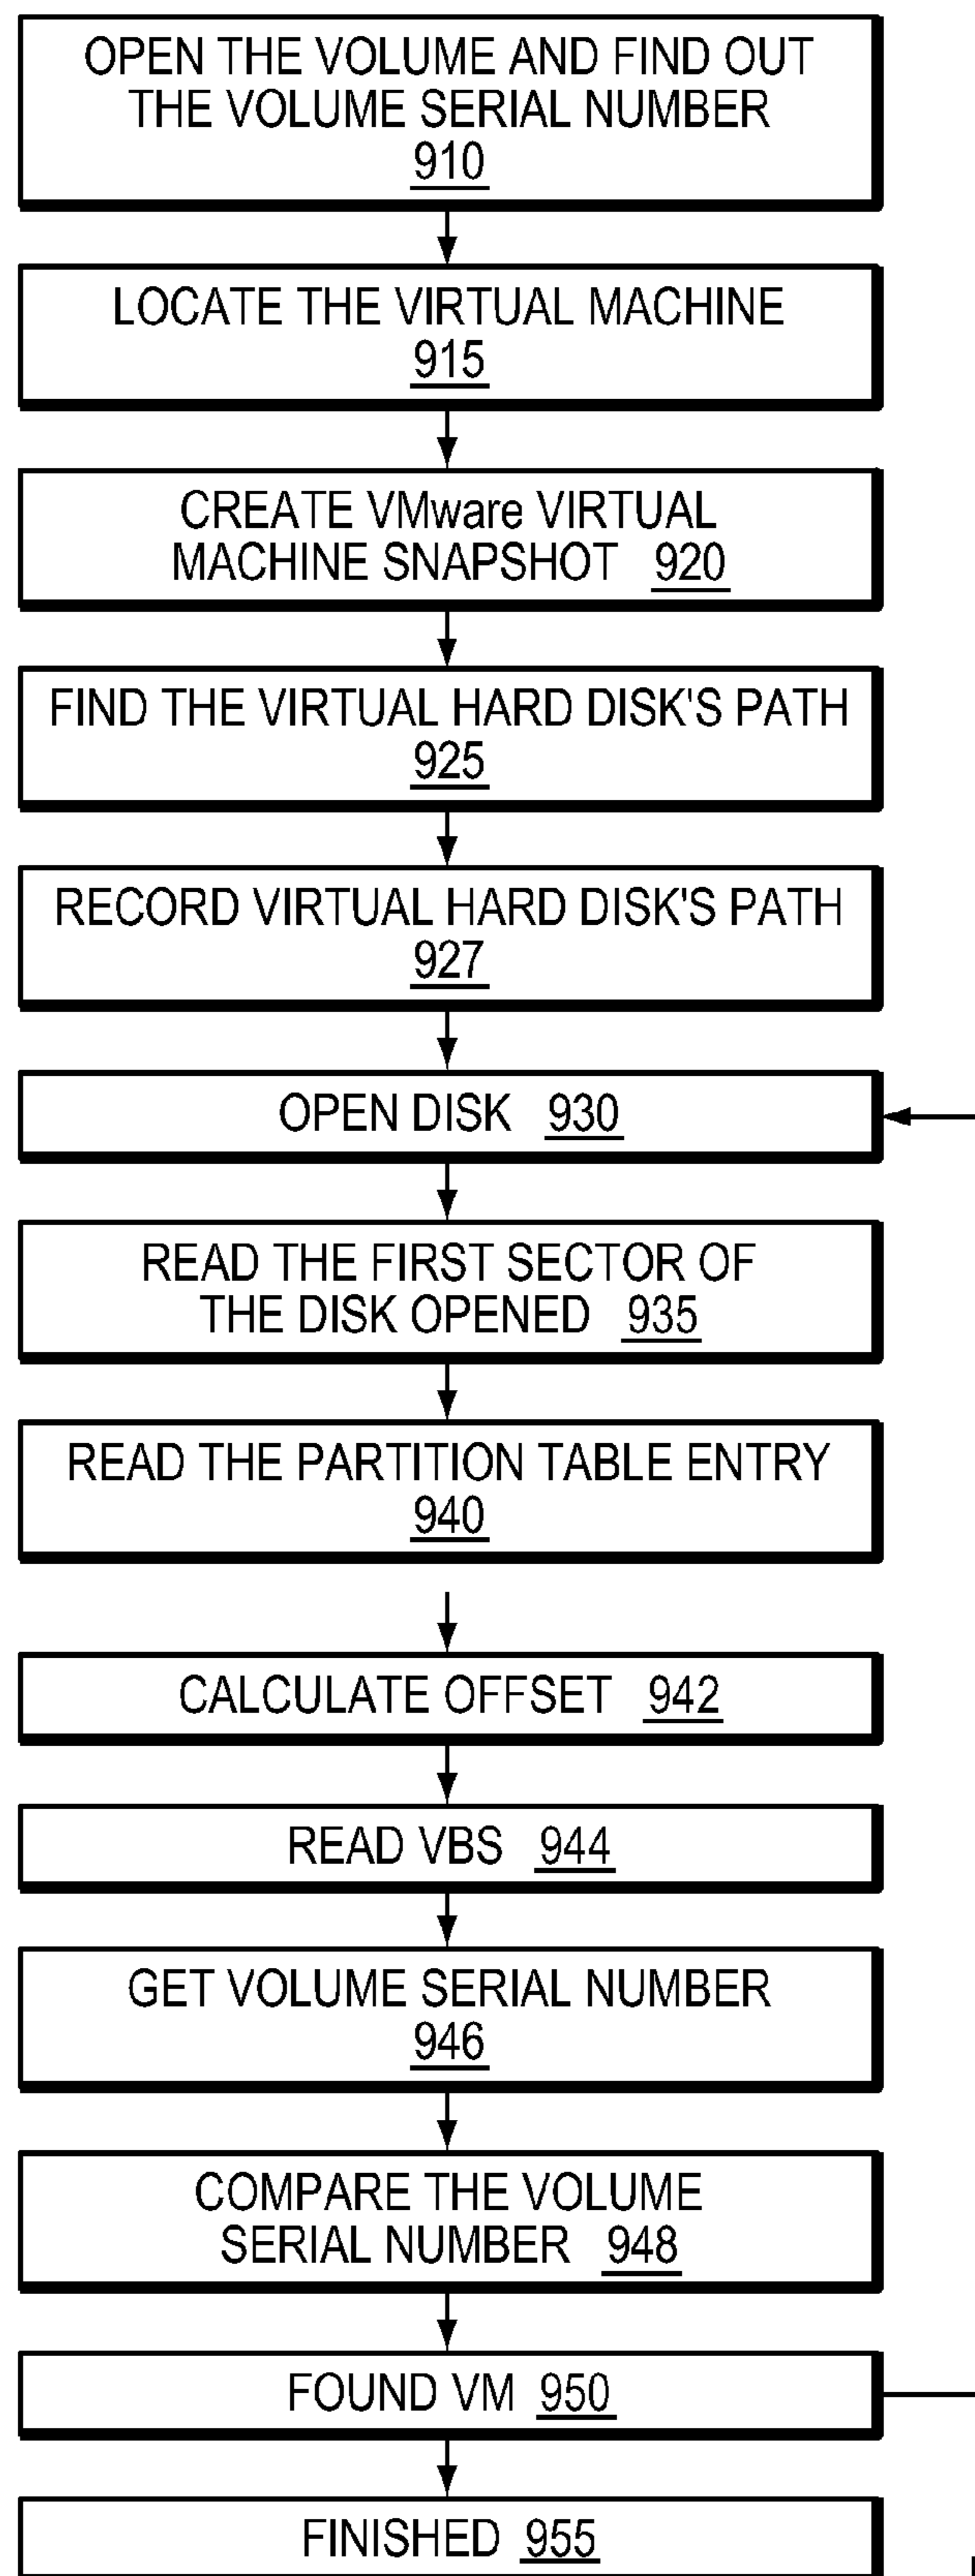 OPEN THE VOLUME AND FIND OUT
THE VOLUME SERIAL NUMBER
910
LOCATE THE VIRTUAL MACHINE
915
CREATE VMware VIRTUAL
MACHINE SNAPSHOT 920
FIND THE VIRTUAL HARD DISK'S PATH
925
RECORD VIRTUAL HARD DISK'S PATH
927
OPEN DISK 930
READ THE FIRST SECTOR OF
THE DISK OPENED 935
READ THE PARTITION TABLE ENTRY
940
CALCULATE OFFSET 942
READ VBS 944
GET VOLUME SERIAL NUMBER
946
COMPARE THE VOLUME
SERIAL NUMBER 948
FOUND VM 950
FINISHED 955